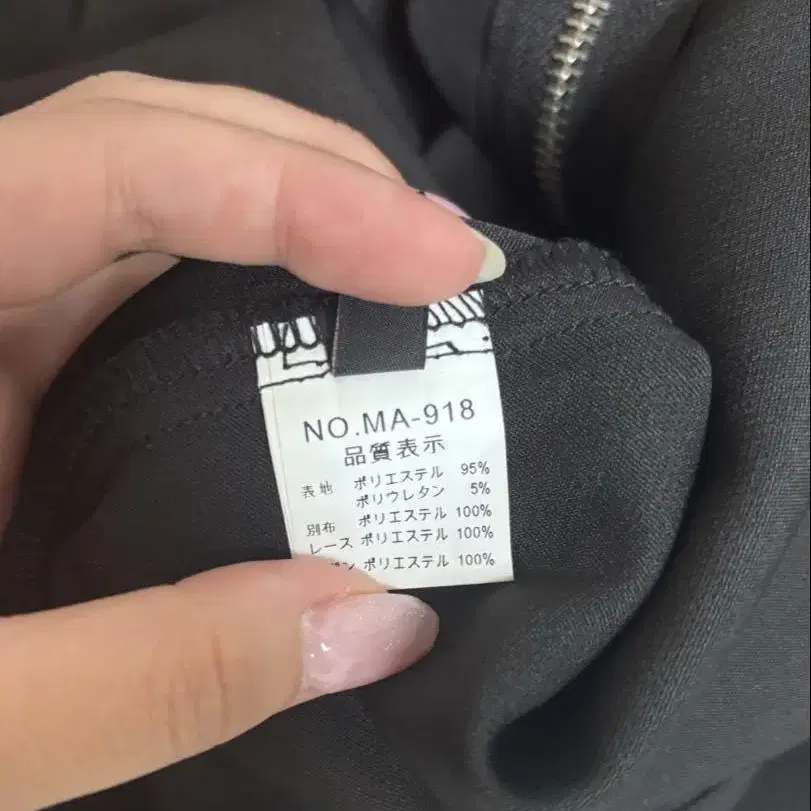 NO.MA-918
品質表示
表地 ポリエステル 95%
ポリウレタン 5%
別布 ポリエステル 100%
レース ポリエステル 100%
ポリエステル 100%